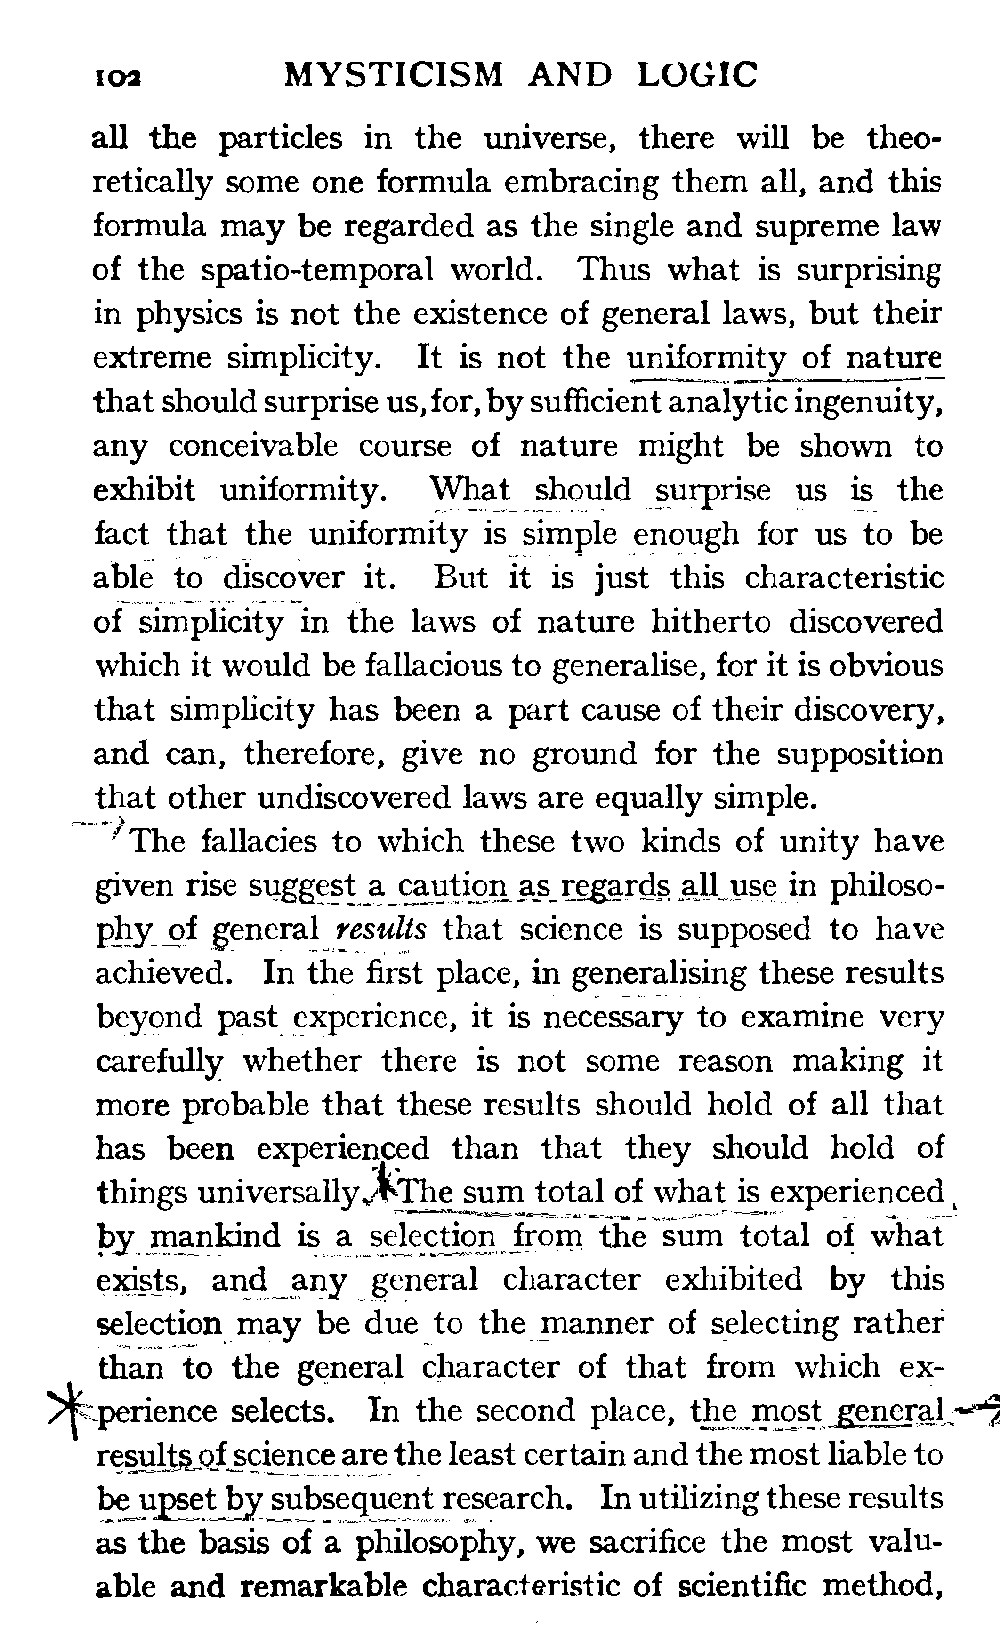 102 MYSTICISM AND LOGIC
all the particles in the universe, there will be theo-
retically some one formula embracing them all, and this
formula may be regarded as the single and supreme law
of the spatio-temporal world. Thus what is surprising
in physics is not the existence of general laws, but their
extreme simplicity. It is not the uniformity of nature
that should surprise us, for, by sufficient analytic ingenuity,
any conceivable course of nature might be shown to
exhibit uniformity. What should surprise us is the
fact that the uniformity is simple enough for us to be
able to discover it. But it is just this characteristic
of simplicity in the laws of nature hitherto discovered
which it would be fallacious to generalise, for it is obvious
that simplicity has been a part cause of their discovery,
and can, therefore, give no ground for the supposition
that other undiscovered laws are equally simple.
The fallacies to which these two kinds of unity have
given rise suggest a caution as regards all use in philoso-
phy of general results that science is supposed to have
achieved. In the first place, in generalising these results
beyond past experience, it is necessary to examine very
carefully whether there is not some reason making it
more probable that these results should hold of all that
has been experienced than that they should hold of
things universally. The sum total of what is experienced
by mankind is a selection from the sum total of what
exists, and any general character exhibited by this
selection may be due to the manner of selecting rather
than to the general character of that from which ex-
perience selects. In the second place, the most general
results of science are the least certain and the most liable to
be upset by subsequent research. In utilizing these results
as the basis of a philosophy, we sacrifice the most valu-
able and remarkable characteristic of scientific method,